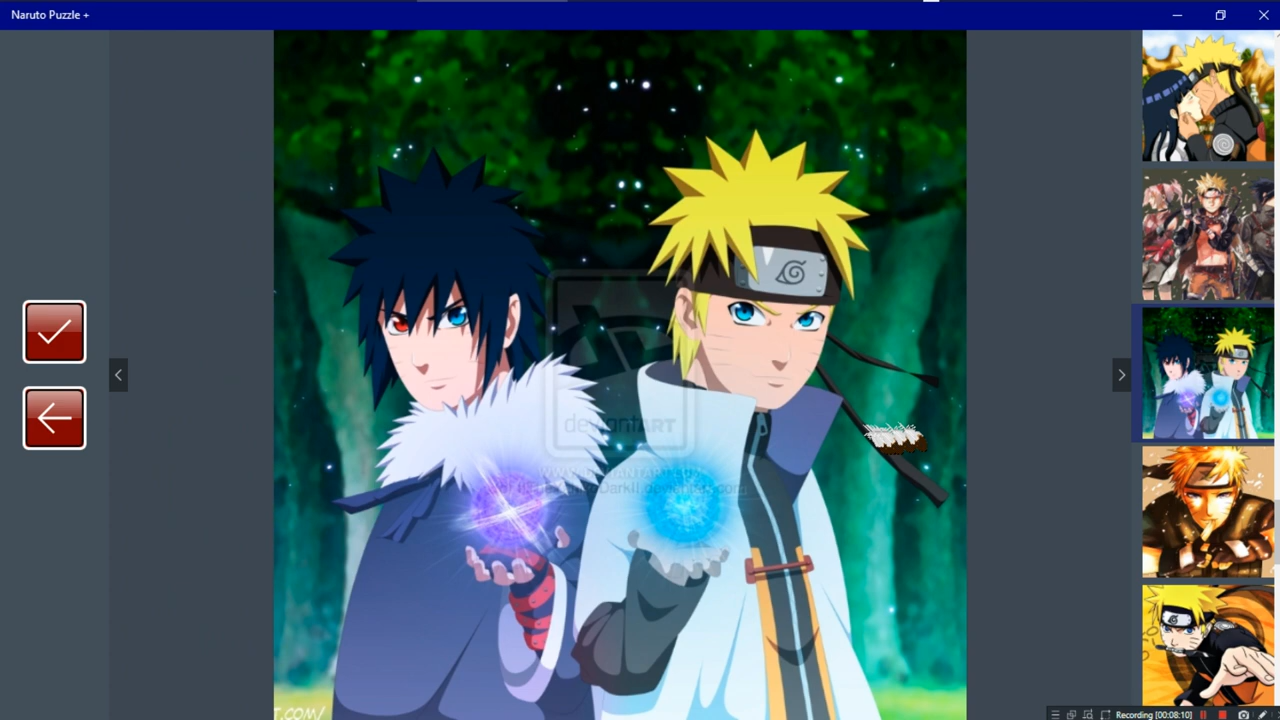 Naruto Puzzle +
deviantART
T.COM/
Recording [00:08:10]